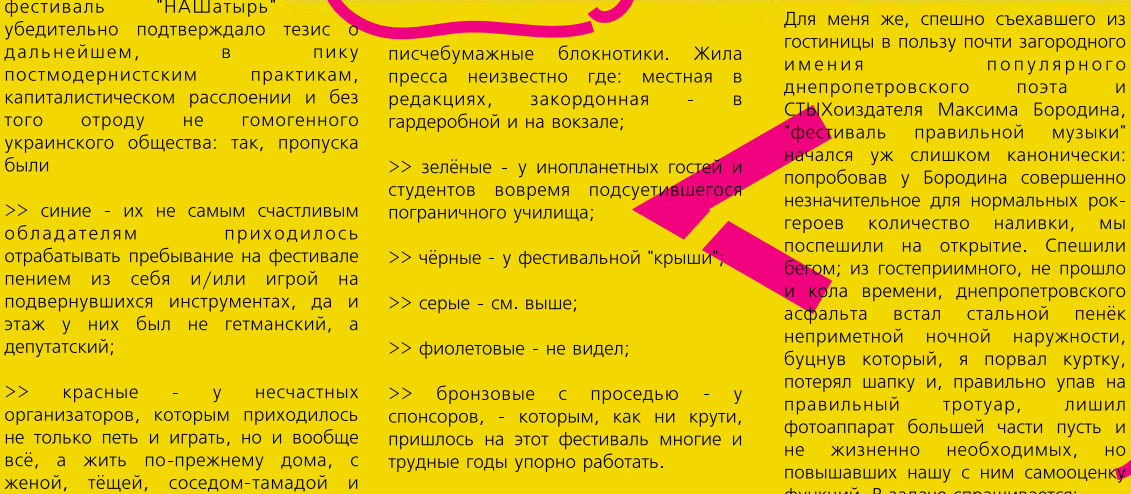 фестиваль "НАШатырь"
убедительно подтверждало тезис о
дальнейшем, в пику
постмодернистским практикам,
капиталистическом расслоении и без
того отроду не гомогенного
украинского общества: так, пропуска
были
>> синие - их не самым счастливым
обладателям приходилось
отрабатывать пребывание на фестивале
пением из себя и/или игрой на
подвернувшихся инструментах, да и
этаж у них был не гетманский, а
депутатский;
>> красные - у несчастных
организаторов, которым приходилось
не только петь и играть, но и вообще
всё, а жить по-прежнему дома, с
женой, тёщей, соседом-тамадой и
писчебумажные блокнотики. Жила
пресса неизвестно где: местная в
редакциях, закордонная - в
гардеробной и на вокзале;
>> зелёные - у инопланетных гостей и
студентов вовремя подсуетившегося
пограничного училища;
>> чёрные - у фестивальной "крыши";
>> серые - см. выше;
>> фиолетовые - не видел;
>> бронзовые с проседью - у
спонсоров, - которым, как ни крути,
пришлось на этот фестиваль многие и
трудные годы упорно работать.
Для меня же, спешно съехавшего из
гостиницы в пользу почти загородного
имения популярного
днепропетровского поэта и
СТЫХоиздателя Максима Бородина,
"фестиваль правильной музыки"
начался уж слишком канонически:
попробовав у Бородина совершенно
незначительное для нормальных рок-
героев количество наливки, мы
поспешили на открытие. Спешили
бегом; из гостеприимного, не прошло
и кола времени, днепропетровского
асфальта встал стальной пенёк
неприметной ночной наружности,
буцнув который, я порвал куртку,
потерял шапку и, правильно упав на
правильный тротуар, лишил
фотоаппарат большей части пусть и
не жизненно необходимых, но
повышавших нашу с ним самооценку
функций. В задаче спрашивается: